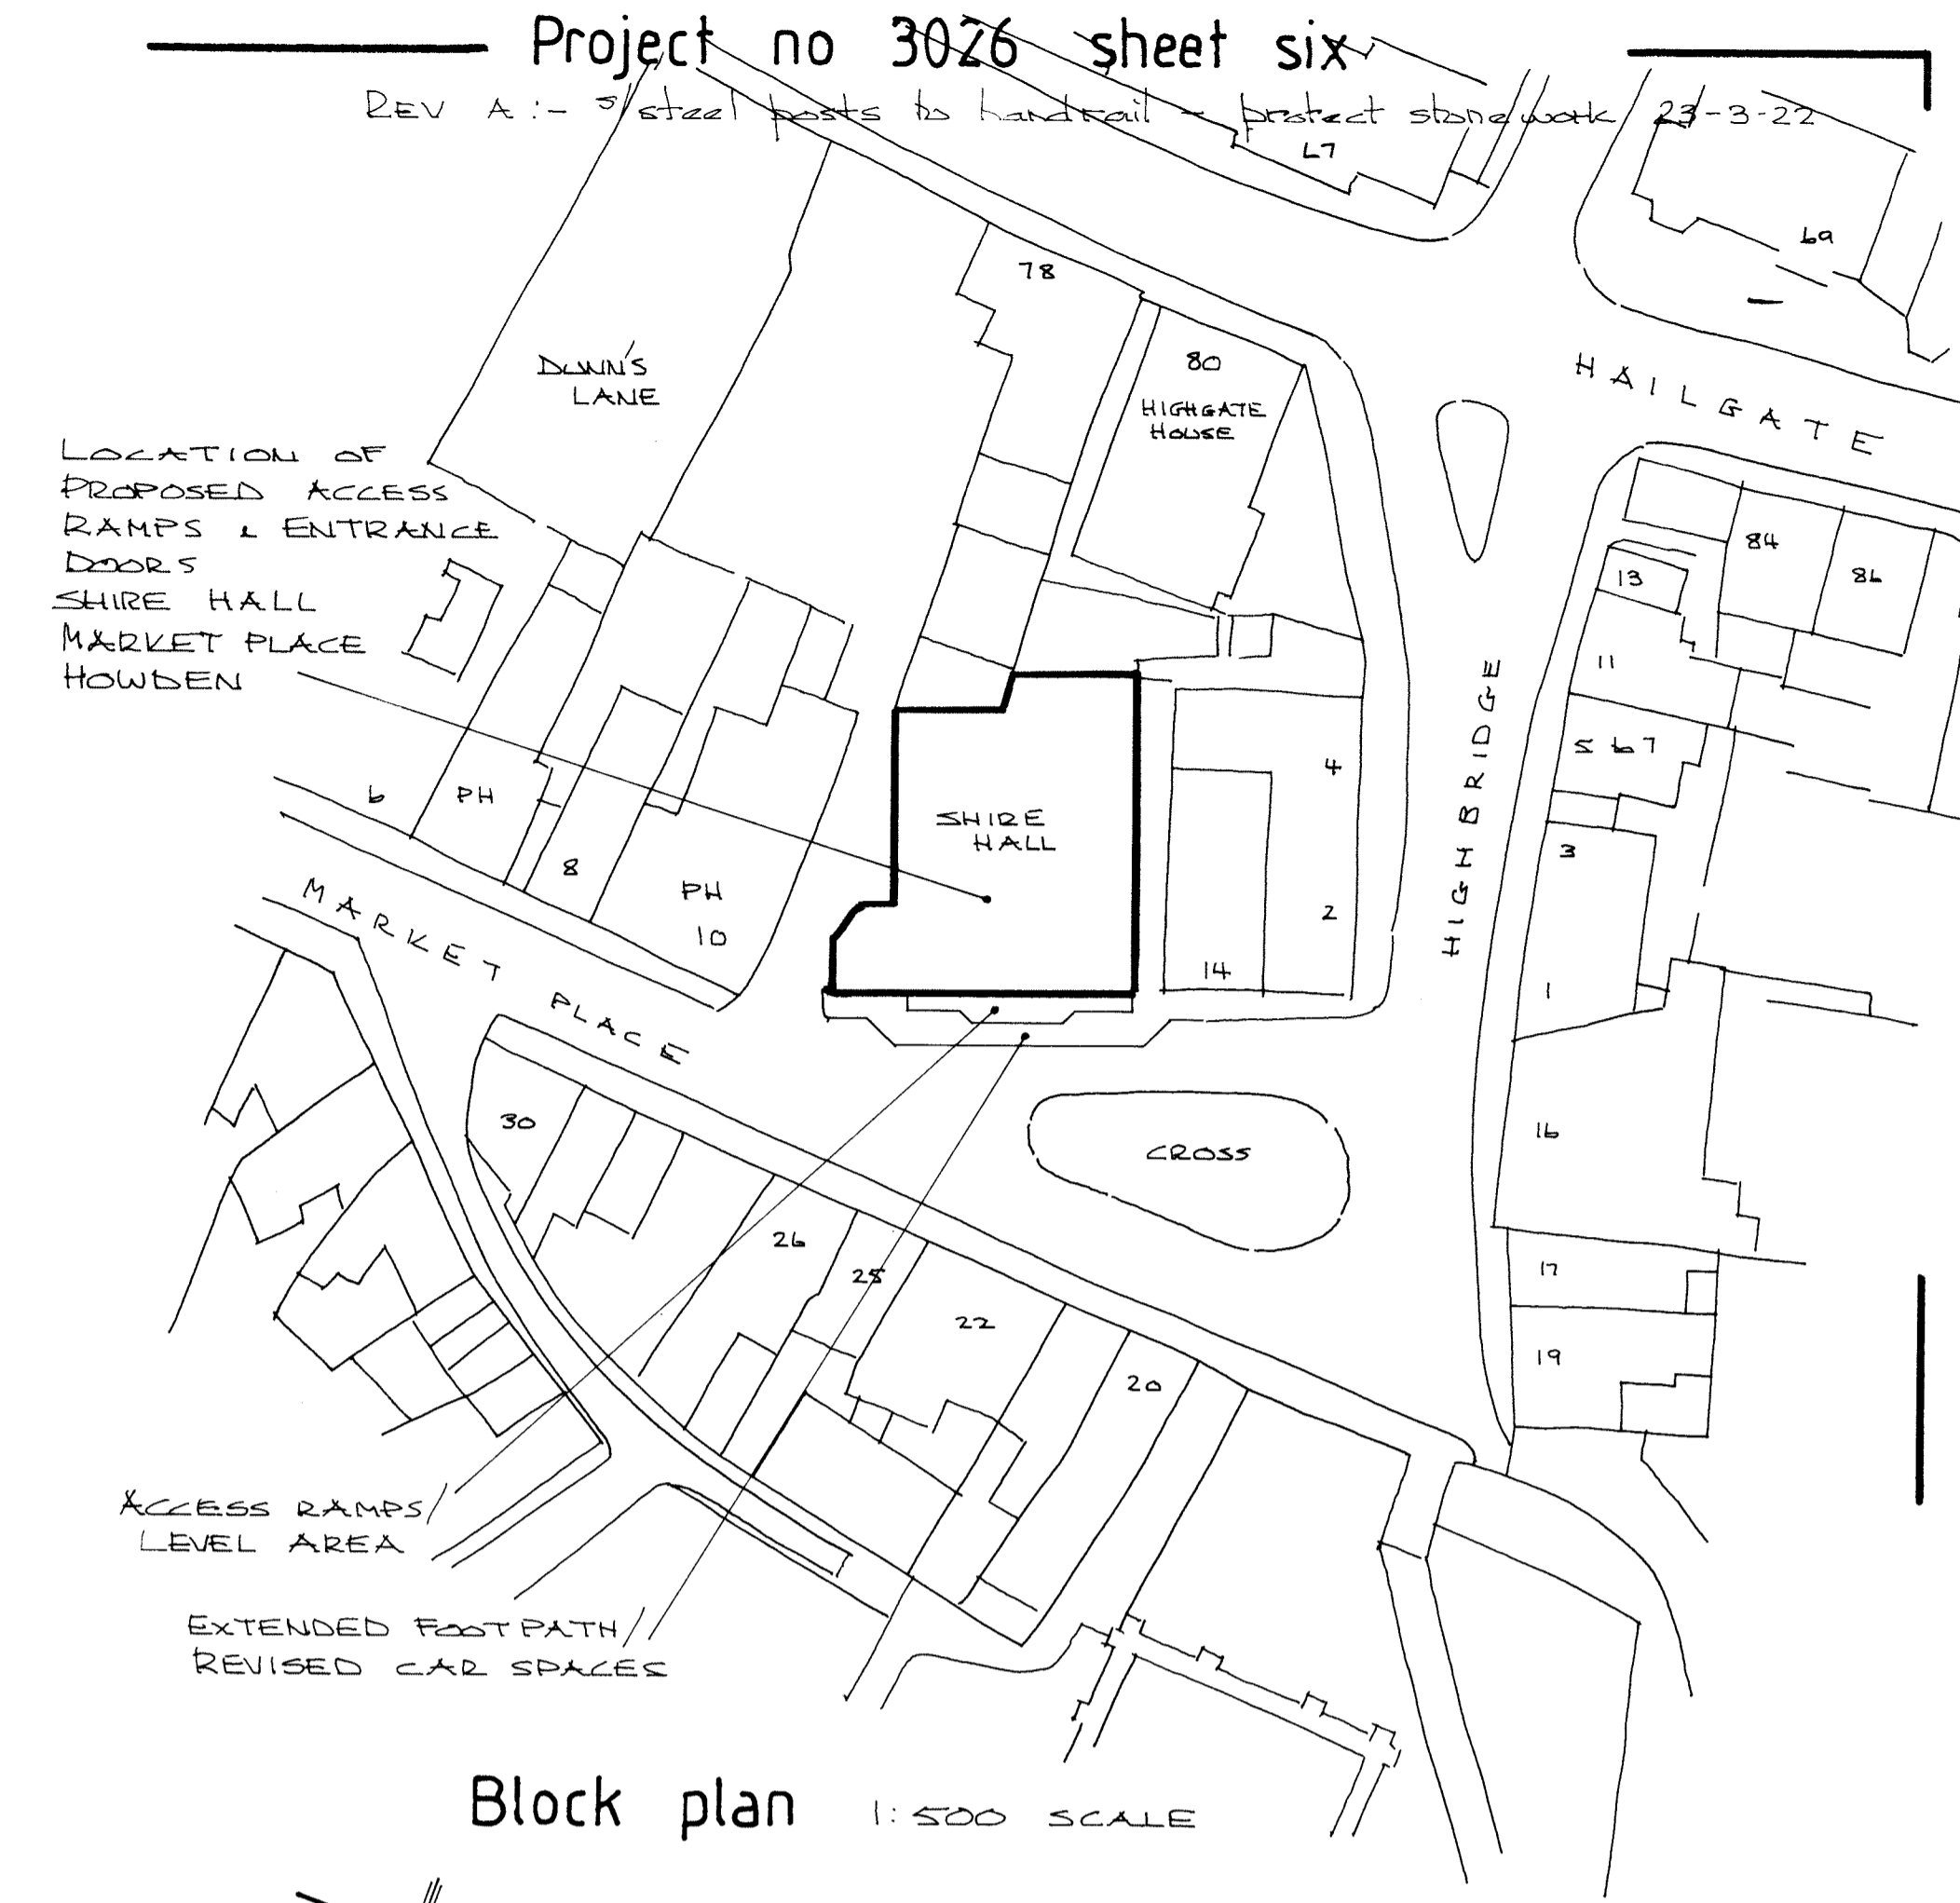 Project no 3026 sheet six
REV A:- S/steel posts to handrail - protect stonework 23-3-22
67
69
78
HAILGATE
DUNN'S
LANE
80
HIGHGATE
HOUSE
LOCATION OF
PROPOSED ACCESS
RAMPS & ENTRANCE
DOORS
SHIRE HALL
MARKET PLACE
HOWDEN
84
86
13
11
5 6 7
HIGHBRIDGE
4
6
PH
SHIRE
HALL
3
8
PH
10
2
14
1
MARKET PLACE
30
CROSS
16
26
25
22
17
20
19
ACCESS RAMPS/
LEVEL AREA
EXTENDED FOOTPATH/
REVISED CAR SPACES
Block plan 1:500 SCALE